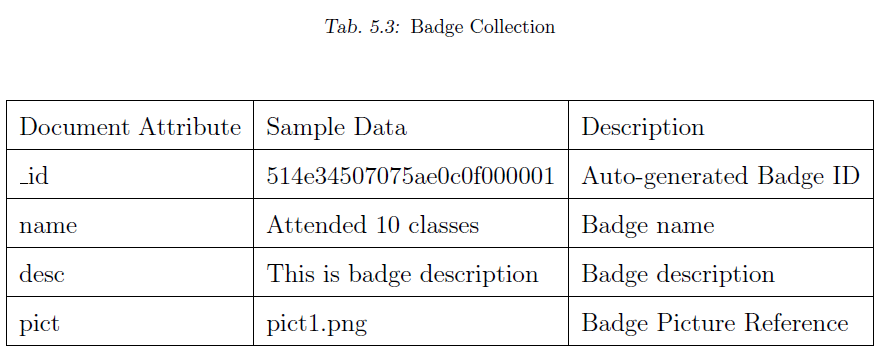 Tab. 5.3: Badge Collection
Document Attribute Sample Data Description
_id 514e34507075ae0c0f000001 Auto-generated Badge ID
name Attended 10 classes Badge name
desc This is badge description Badge description
pict pict1.png Badge Picture Reference